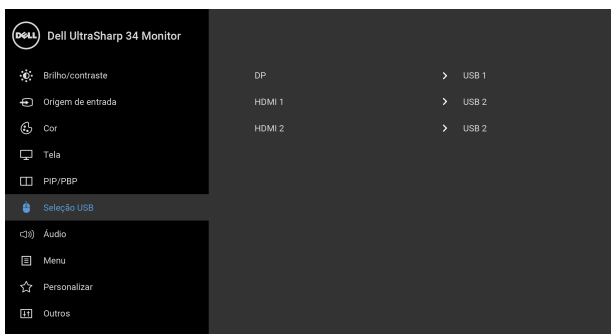 DELL Dell UltraSharp 34 Monitor
Brilho/contraste DP USB 1
Origem de entrada HDMI 1 USB 2
Cor HDMI 2 USB 2
Tela
PIP/PBP
Seleção USB
Áudio
Menu
Personalizar
Outros